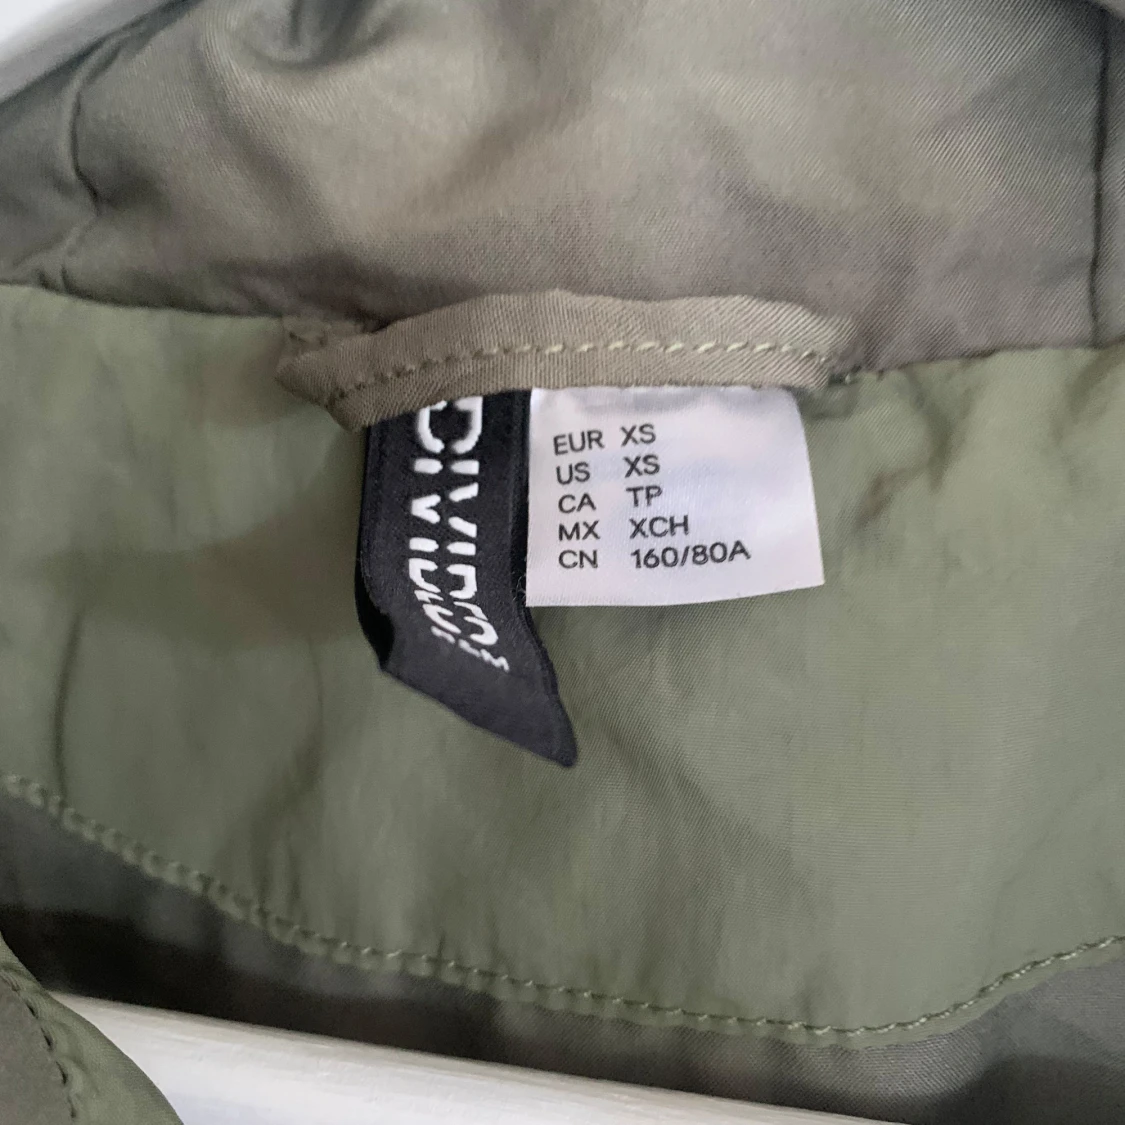 DIVIDED
EUR XS
US XS
CA TP
MX XCH
CN 160/80A